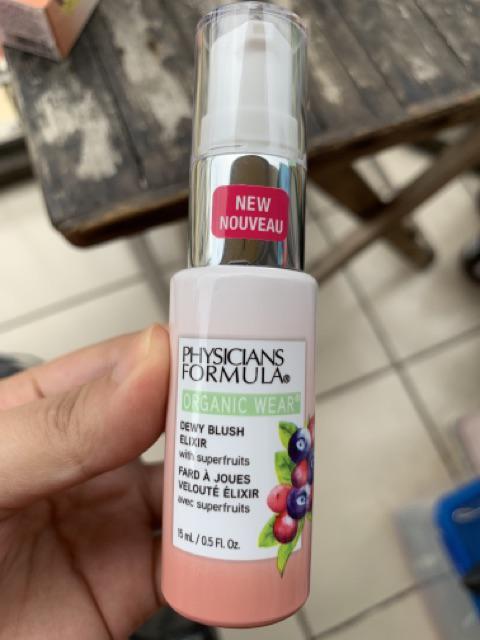 NEW
NOUVEAU
PHYSICIANS
FORMULA®
ORGANIC WEAR®
DEWY BLUSH
ELIXIR
with superfruits
FARD À JOUES
VELOUTÉ ÉLIXIR
avec superfruits
15 mL / 0.5 Fl. Oz.